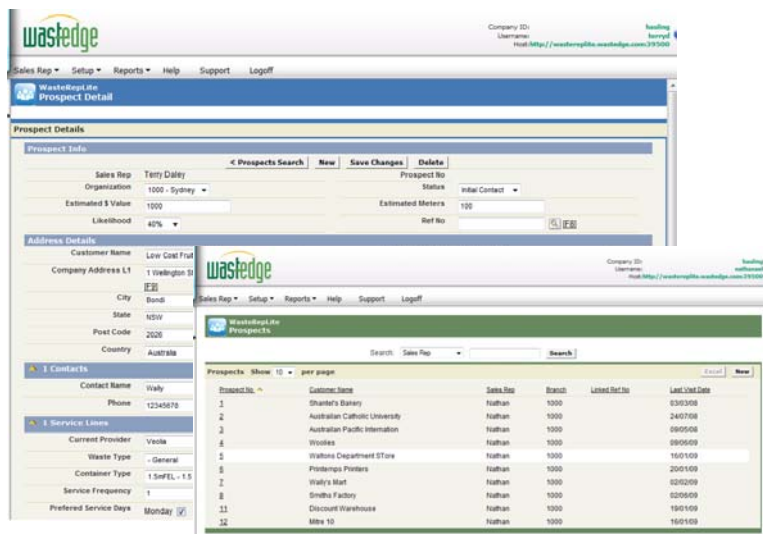 wastedge
Company ID: hauling
Username: terryd
Host: http://wastereplite.wastedge.com:39500
Sales Rep Setup Reports Help Support Logoff
WasteRepLite
Prospect Detail
Prospect Details
Prospect Info
< Prospects Search New Save Changes Delete
Sales Rep Terry Daley Prospect No
Organization 1000 - Sydney Status Initial Contact
Estimated $ Value 1000 Estimated Meters 100
Likelihood 40% Ref No [F8]
Address Details
Customer Name Low Cost Fruit
Company Address L1 1 Wellington St
City Bondi
State NSW
Post Code 2026
Country Australia
1 Contacts
Contact Name Wally
Phone 12345678
1 Service Lines
Current Provider Veolia
Waste Type - General
Container Type 1.5mFEL - 1.5
Service Frequency 1
Prefered Service Days Monday
wastedge
Company ID: hauling
Username: nathanael
Host: http://wastereplite.wastedge.com:39500
Sales Rep Setup Reports Help Support Logoff
WasteRepLite
Prospects
Search: Sales Rep Search
Prospects Show 10 per page Excel New
Prospect No. Customer Name Sales Rep Branch Linked Ref No Last Visit Date
1 Shantel's Bakery Nathan 1000 03/03/08
2 Australian Catholic University Nathan 1000 24/07/08
3 Australian Pacific Internation Nathan 1000 09/05/08
4 Woolies Nathan 1000 09/06/09
5 Waltons Department STore Nathan 1000 16/01/09
6 Printemps Printers Nathan 1000 20/01/09
7 Wally's Mart Nathan 1000 02/02/09
8 Smiths Factory Nathan 1000 02/06/09
11 Discount Warehouse Nathan 1000 19/01/09
12 Mitre 10 Nathan 1000 16/01/09